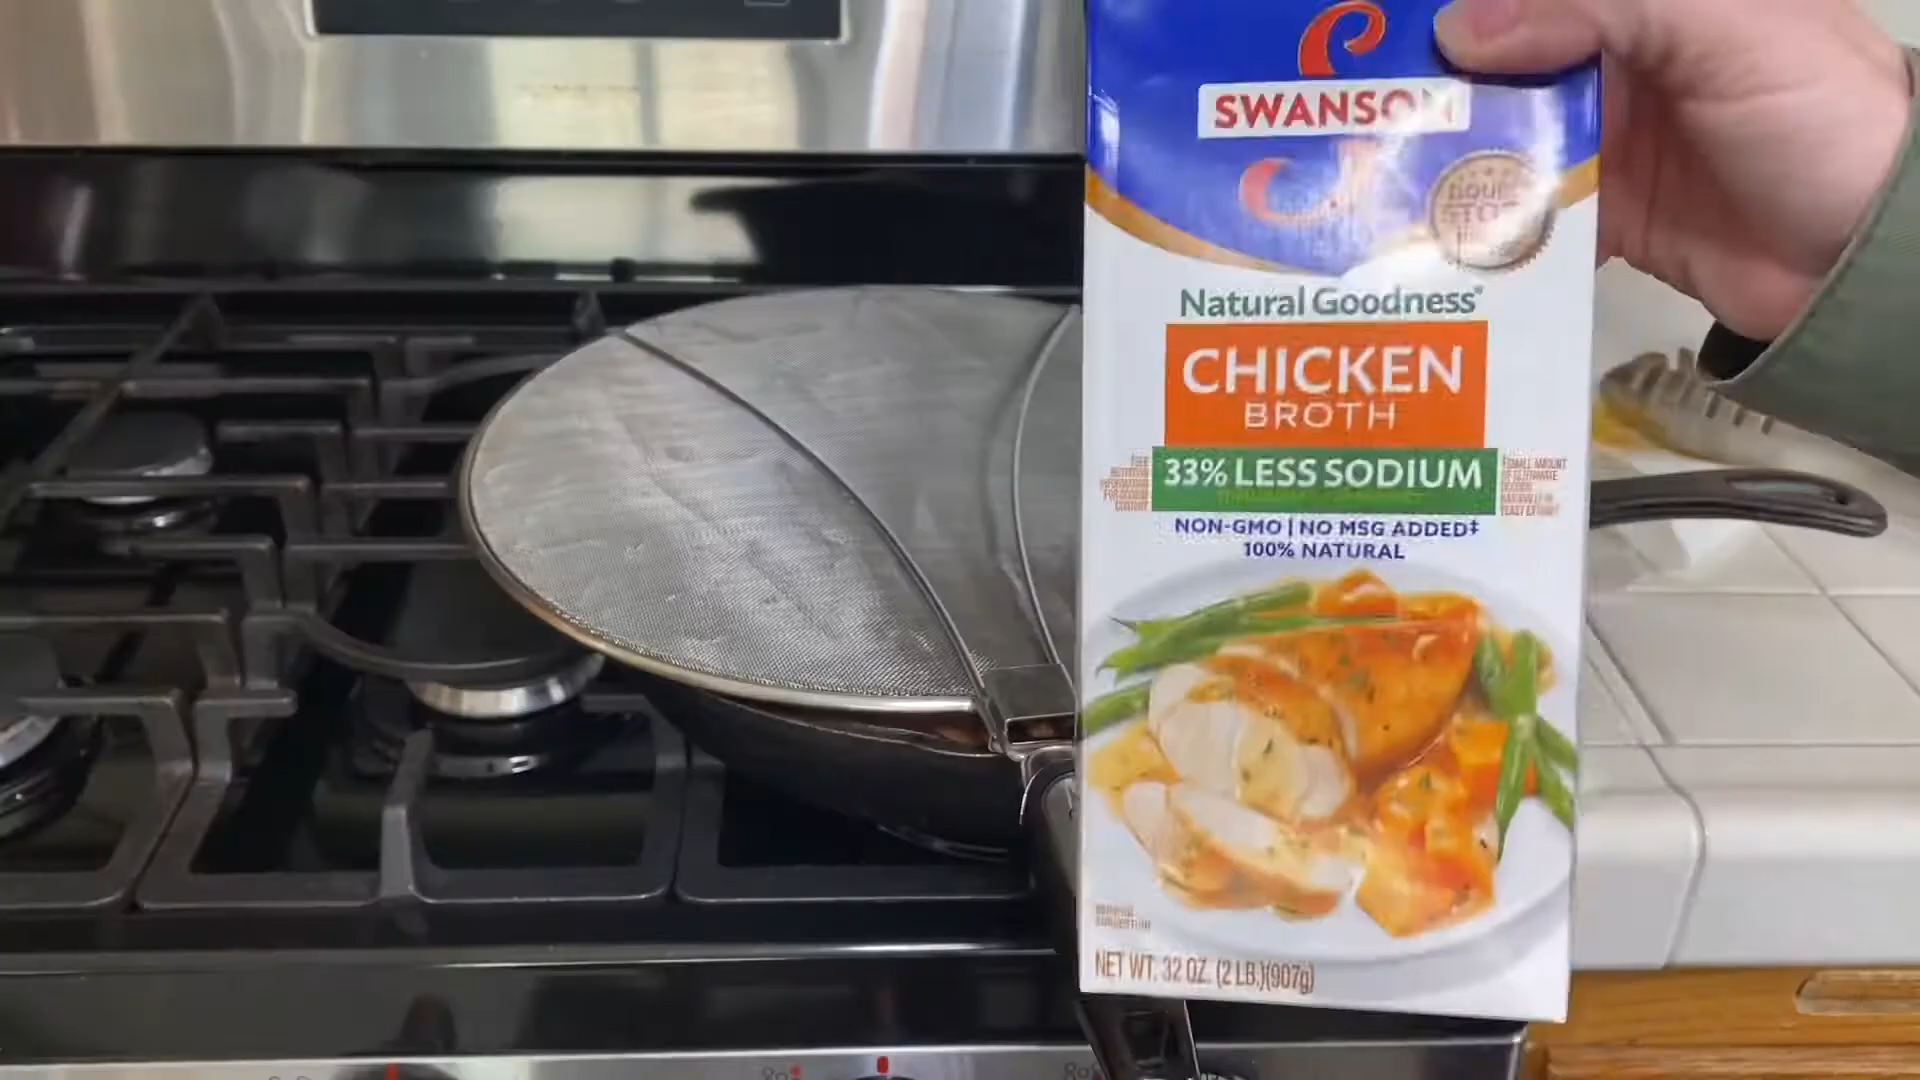 SWANSON
Natural Goodness®
CHICKEN
BROTH
33% LESS SODIUM
NON-GMO | NO MSG ADDED‡
100% NATURAL
NET WT. 32 OZ. (2 LB.)(907g)